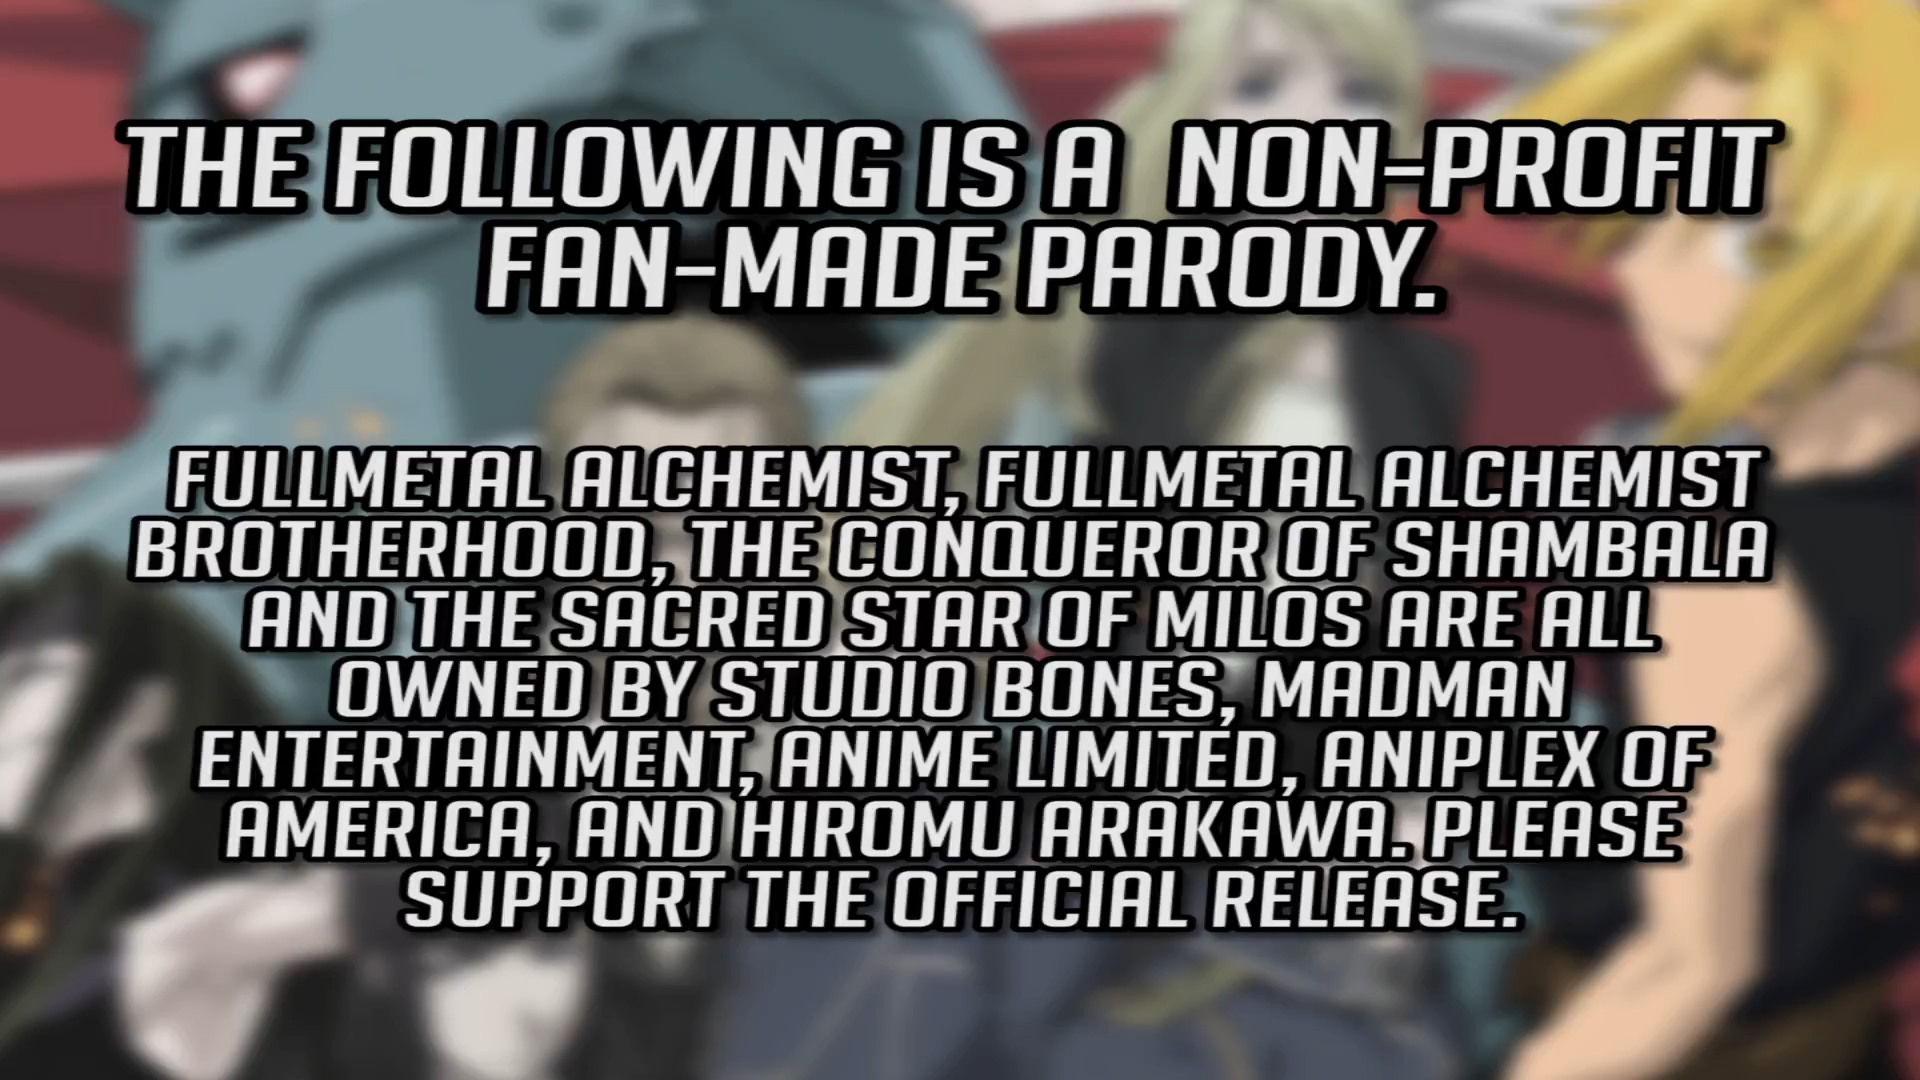 THE FOLLOWING IS A NON-PROFIT
FAN-MADE PARODY.
FULLMETAL ALCHEMIST, FULLMETAL ALCHEMIST
BROTHERHOOD, THE CONQUEROR OF SHAMBALA
AND THE SACRED STAR OF MILOS ARE ALL
OWNED BY STUDIO BONES, MADMAN
ENTERTAINMENT, ANIME LIMITED, ANIPLEX OF
AMERICA, AND HIROMU ARAKAWA. PLEASE
SUPPORT THE OFFICIAL RELEASE.